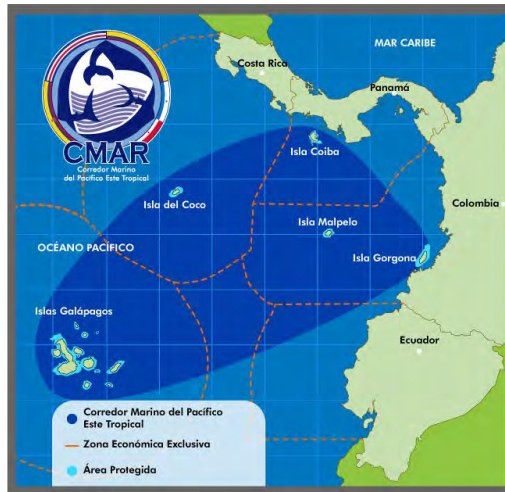 MAR CARIBE
Costa Rica
Panamá
CMAR
Corredor Marino
del Pacífico Este Tropical
Isla Coiba
Isla del Coco
Colombia
Isla Malpelo
OCÉANO PACÍFICO
Isla Gorgona
Islas Galápagos
Ecuador
Corredor Marino del Pacífico
Este Tropical
Zona Económica Exclusiva
Área Protegida